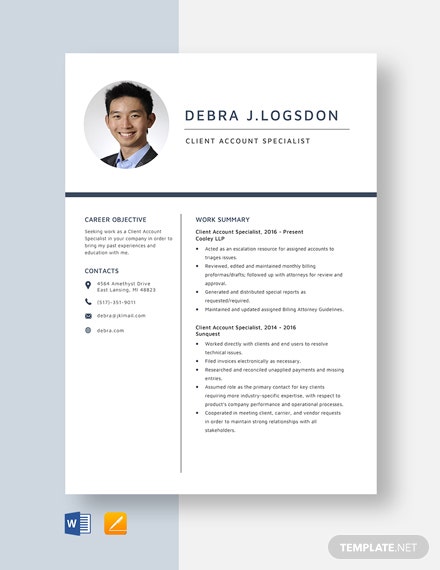 DEBRA J.LOGSDON
CLIENT ACCOUNT SPECIALIST
CAREER OBJECTIVE
Seeking work as a Client Account
Specialist in your company in order to
bring my past experiences and
education with me.
CONTACTS
4564 Amethyst Drive
East Lansing, MI 48823
(517)-351-9011
debra@jkimail.com
debra.com
WORK SUMMARY
Client Account Specialist, 2016 - Present
Cooley LLP
• Acted as an escalation resource for assigned accounts to
triages issues.
• Reviewed, edited and maintained monthly billing
proformas/drafts; followed up with attorneys for review and
approval.
• Generated and distributed special reports as
requested/required.
• Maintained and updated assigned Billing Attorney Guidelines.
Client Account Specialist, 2014 - 2016
Sunquest
• Worked directly with clients and end users to resolve
technical issues.
• Filed invoices electronically as necessary.
• Researched and reconciled unapplied payments and missing
entries.
• Assumed role as the primary contact for key clients
requiring more industry-specific expertise, with respect to
product's company performance and operational processes.
• Cooperated in meeting client, carrier, and vendor requests
in order to maintain strong relationships with all
stakeholders.
W
TEMPLATE.NET